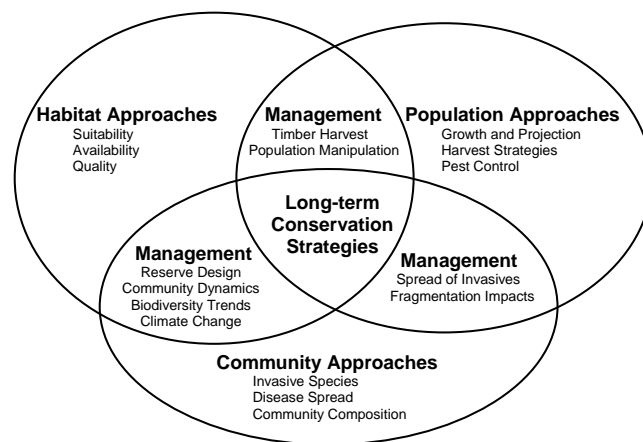 Habitat Approaches
Suitability
Availability
Quality
Management
Timber Harvest
Population Manipulation
Population Approaches
Growth and Projection
Harvest Strategies
Pest Control
Long-term
Conservation
Strategies
Management
Reserve Design
Community Dynamics
Biodiversity Trends
Climate Change
Management
Spread of Invasives
Fragmentation Impacts
Community Approaches
Invasive Species
Disease Spread
Community Composition